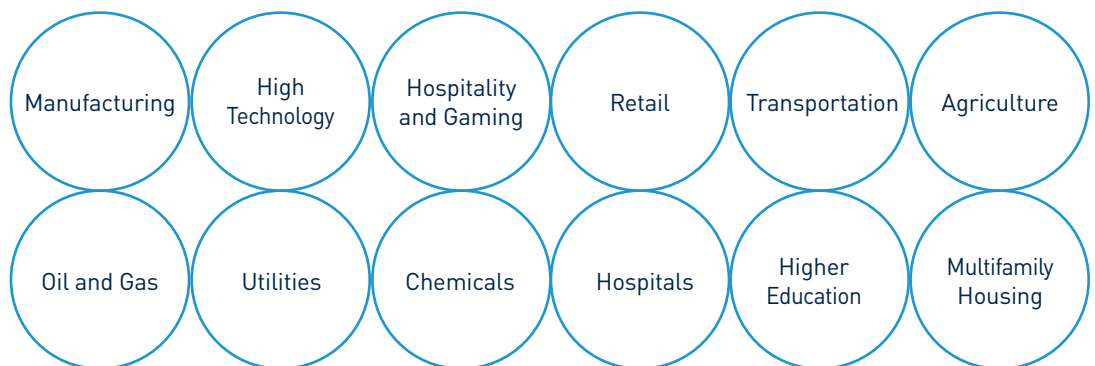 Manufacturing
High
Technology
Hospitality
and Gaming
Retail
Transportation
Agriculture
Oil and Gas
Utilities
Chemicals
Hospitals
Higher
Education
Multifamily
Housing